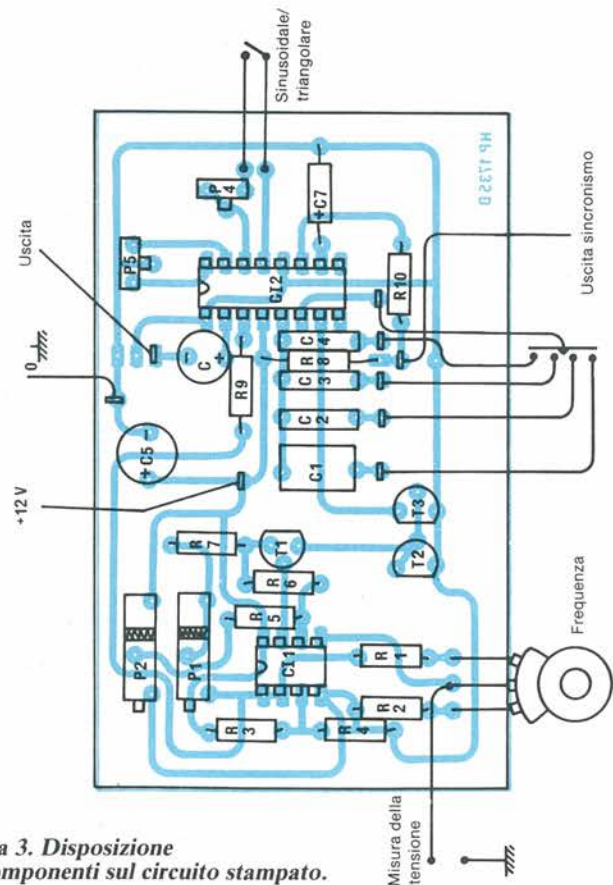 Sinusoidale/
triangolare
Uscita
0
+12 V
HP 1735D
P
4
P5
+C7
CI2
R10
Uscita sincronismo
C
+
-
R9
C
4
R
8
C
3
C
2
C1
+C5
-
R
7
T1
T3
T2
R
6
R
5
P2
P1
CI1
R
1
R
2
R
3
R
4
Frequenza
Misura della
tensione
a 3. Disposizione
omponenti sul circuito stampato.